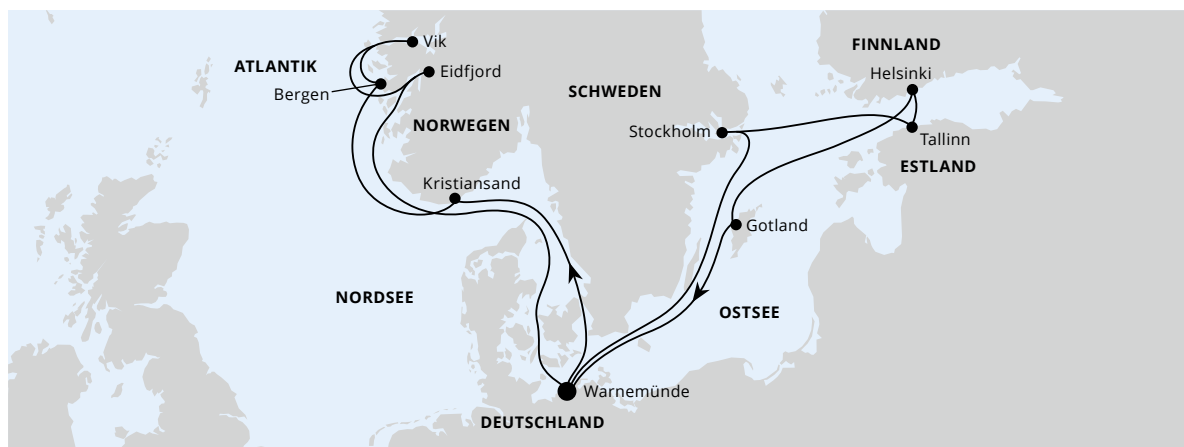 Vik
FINNLAND
ATLANTIK
Eidfjord
Helsinki
Bergen
SCHWEDEN
NORWEGEN
Stockholm
Tallinn
ESTLAND
Kristiansand
Gotland
NORDSEE
OSTSEE
Warnemünde
DEUTSCHLAND